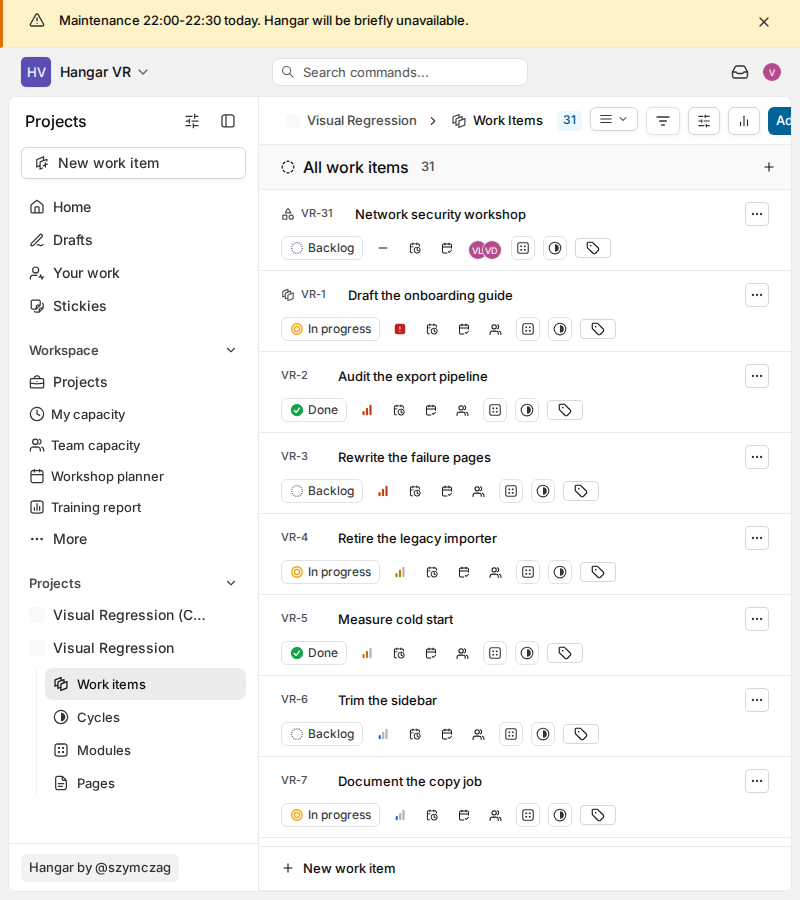 Maintenance 22:00-22:30 today. Hangar will be briefly unavailable.
HV
Hangar VR
Search commands...
V
Projects
New work item
Home
Drafts
Your work
Stickies
Workspace
Projects
My capacity
Team capacity
Workshop planner
Training report
More
Projects
Visual Regression (C...
Visual Regression
Work items
Cycles
Modules
Pages
Hangar by @szymczag
Visual Regression
Work Items
31
Ad
All work items 31
VR-31 Network security workshop
Backlog
VL VD
VR-1 Draft the onboarding guide
In progress
VR-2 Audit the export pipeline
Done
VR-3 Rewrite the failure pages
Backlog
VR-4 Retire the legacy importer
In progress
VR-5 Measure cold start
Done
VR-6 Trim the sidebar
Backlog
VR-7 Document the copy job
In progress
New work item